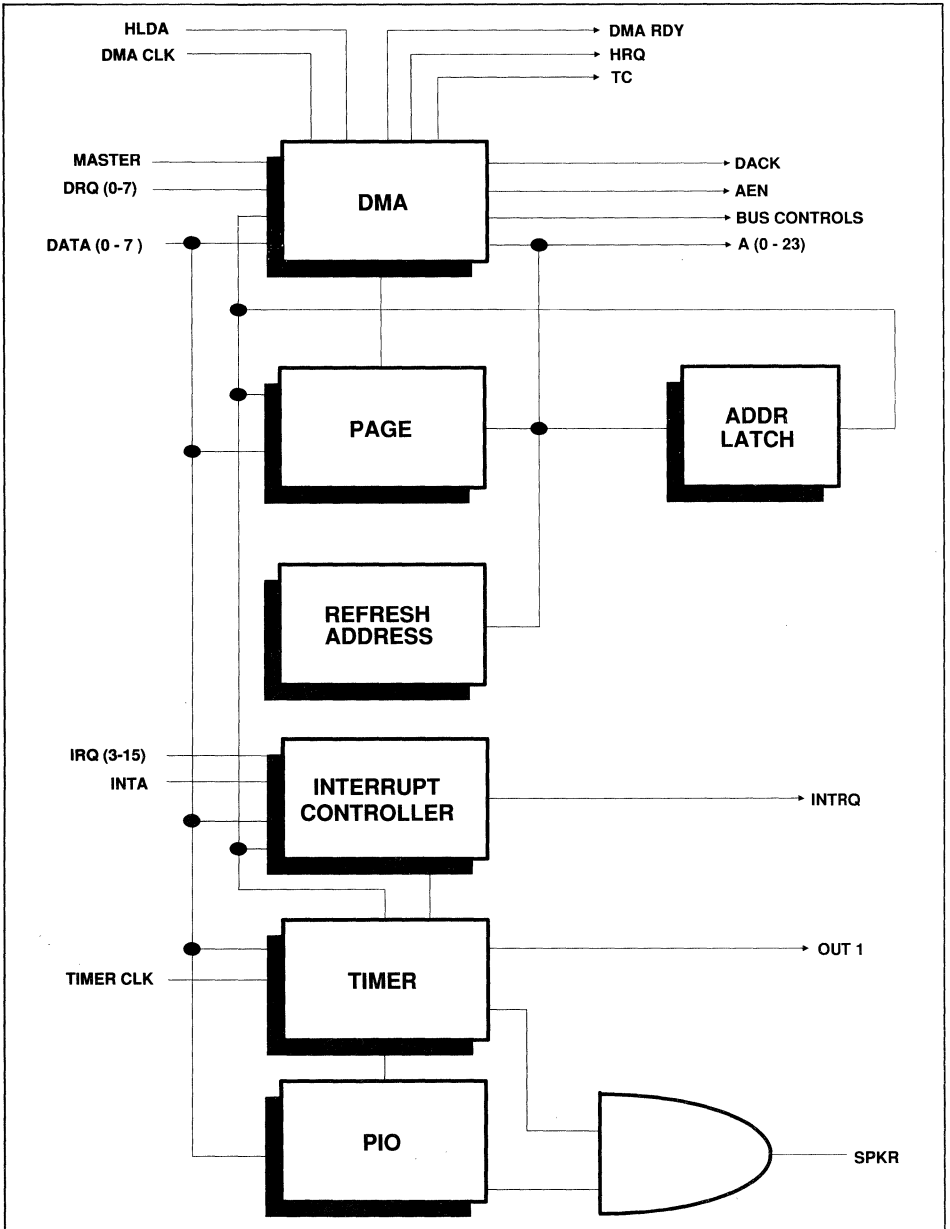 HLDA
DMA RDY
DMA CLK
HRQ
TC
MASTER
DACK
DRQ (0-7)
AEN
DMA
BUS CONTROLS
DATA (0 - 7 )
A (0 - 23)
PAGE
ADDR
LATCH
REFRESH
ADDRESS
IRQ (3-15)
INTA
INTERRUPT
CONTROLLER
INTRQ
OUT 1
TIMER CLK
TIMER
PIO
SPKR